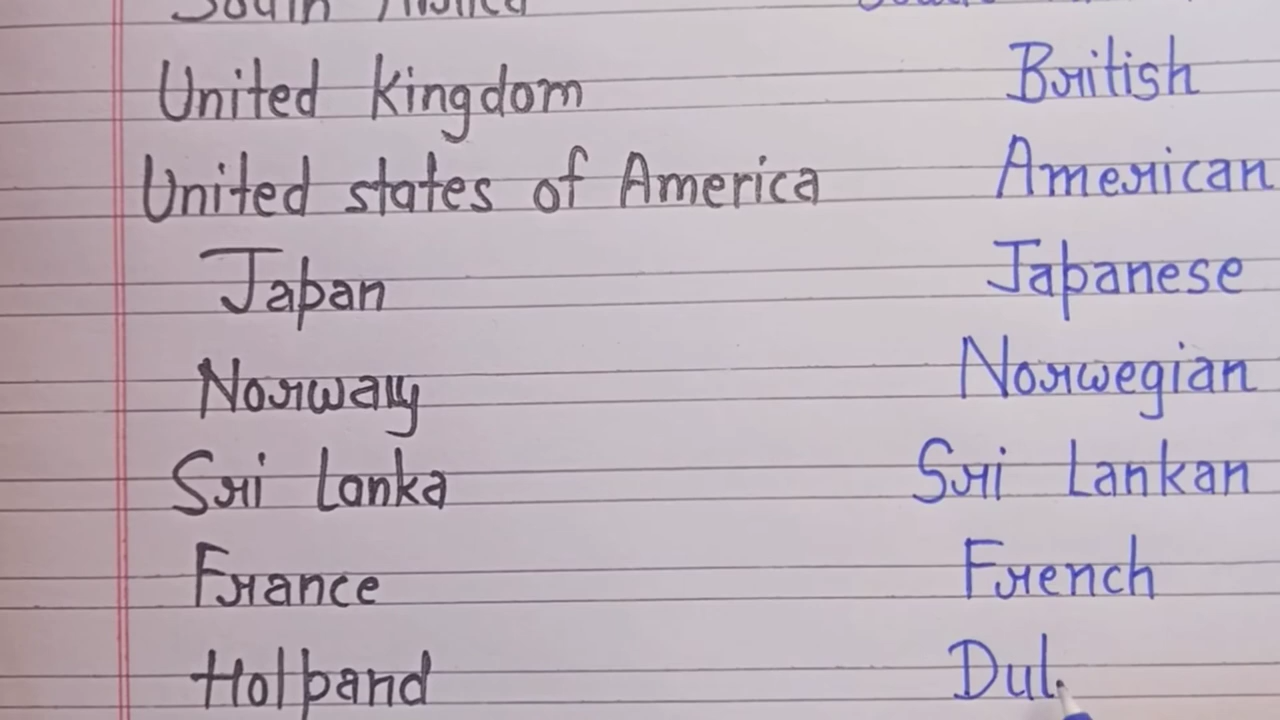 United kingdom British
United states of America American
Japan Japanese
Norway Norwegian
Sri Lanka Sri Lankan
France French
Holpand Dul